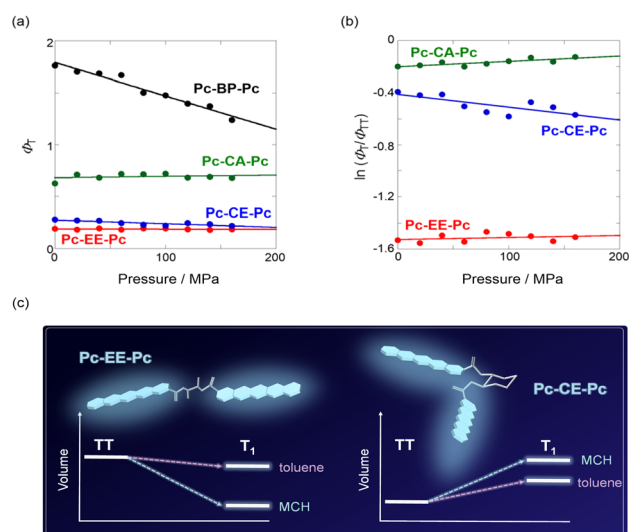 (a)
2
1
0
Φ_T
Pc-BP-Pc
Pc-CA-Pc
Pc-CE-Pc
Pc-EE-Pc
0 100 200
Pressure / MPa
(b)
-0
-0.4
-0.8
-1.2
-1.6
ln (Φ_T/Φ_TT)
Pc-CA-Pc
Pc-CE-Pc
Pc-EE-Pc
0 100 200
Pressure / MPa
(c)
Pc-EE-Pc
Volume
TT
T₁
toluene
MCH
Pc-CE-Pc
Volume
TT
T₁
MCH
toluene